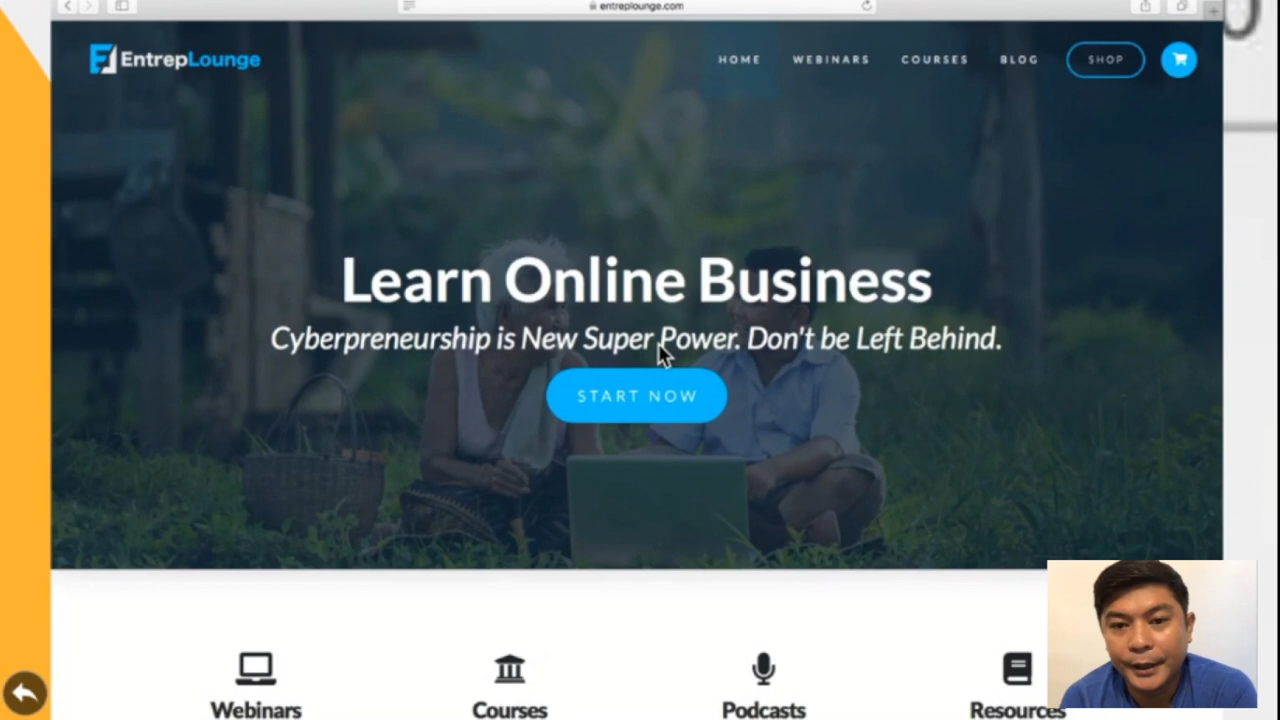 entreplounge.com
EntrepLounge
HOME WEBINARS COURSES BLOG SHOP
Learn Online Business
Cyberpreneurship is New Super Power. Don't be Left Behind.
START NOW
Webinars Courses Podcasts Resources